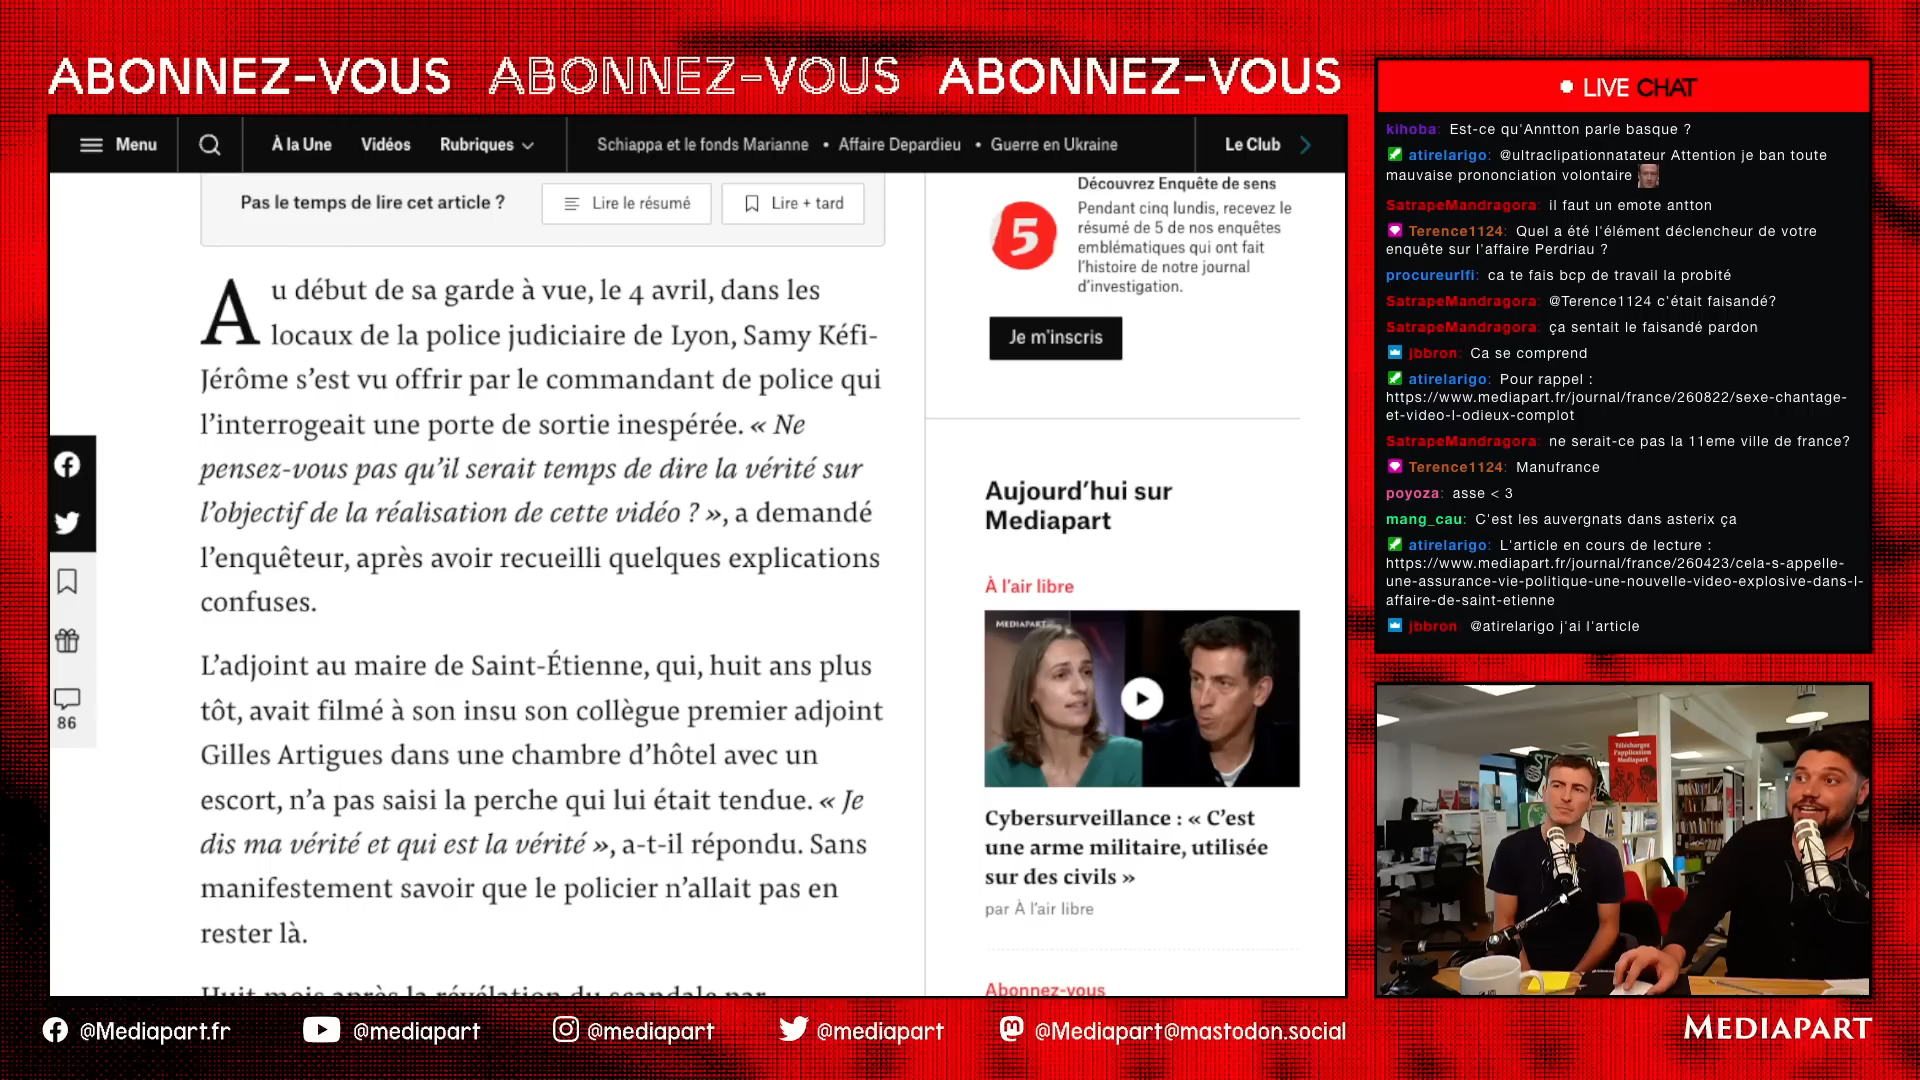 ABONNEZ-VOUS ABONNEZ-VOUS ABONNEZ-VOUS
Menu
À la Une
Vidéos
Rubriques
Schiappa et le fonds Marianne • Affaire Depardieu • Guerre en Ukraine
Le Club
Pas le temps de lire cet article ?
Lire le résumé
Lire + tard
Au début de sa garde à vue, le 4 avril, dans les
locaux de la police judiciaire de Lyon, Samy Kéfi-
Jérôme s’est vu offrir par le commandant de police qui
l’interrogeait une porte de sortie inespérée. « Ne
pensez-vous pas qu’il serait temps de dire la vérité sur
l’objectif de la réalisation de cette vidéo ? », a demandé
l’enquêteur, après avoir recueilli quelques explications
confuses.
L’adjoint au maire de Saint-Étienne, qui, huit ans plus
tôt, avait filmé à son insu son collègue premier adjoint
Gilles Artigues dans une chambre d’hôtel avec un
escort, n’a pas saisi la perche qui lui était tendue. « Je
dis ma vérité et qui est la vérité », a-t-il répondu. Sans
manifestement savoir que le policier n’allait pas en
rester là.
Huit mois après la révélation du scandale par
86
5
Découvrez Enquête de sens
Pendant cinq lundis, recevez le
résumé de 5 de nos enquêtes
emblématiques qui ont fait
l’histoire de notre journal
d’investigation.
Je m'inscris
Aujourd’hui sur
Mediapart
À l’air libre
MEDIAPART
Cybersurveillance : « C’est
une arme militaire, utilisée
sur des civils »
par À l’air libre
Abonnez-vous
LIVE CHAT
kihoba: Est-ce qu'Anntton parle basque ?
atirelarigo: @ultraclipationnatateur Attention je ban toute
mauvaise prononciation volontaire
SatrapeMandragora: il faut un emote antton
Terence1124: Quel a été l'élément déclencheur de votre
enquête sur l'affaire Perdriau ?
procureurlfi: ca te fais bcp de travail la probité
SatrapeMandragora: @Terence1124 c'était faisandé?
SatrapeMandragora: ça sentait le faisandé pardon
jbbron: Ca se comprend
atirelarigo: Pour rappel :
https://www.mediapart.fr/journal/france/260822/sexe-chantage-
et-video-l-odieux-complot
SatrapeMandragora: ne serait-ce pas la 11eme ville de france?
Terence1124: Manufrance
poyoza: asse < 3
mang_cau: C'est les auvergnats dans asterix ça
atirelarigo: L'article en cours de lecture :
https://www.mediapart.fr/journal/france/260423/cela-s-appelle-
une-assurance-vie-politique-une-nouvelle-video-explosive-dans-l-
affaire-de-saint-etienne
jbbron: @atirelarigo j'ai l'article
Téléchargez
l'application
Mediapart
@Mediapart.fr
@mediapart
@mediapart
@mediapart
@Mediapart@mastodon.social
MEDIAPART